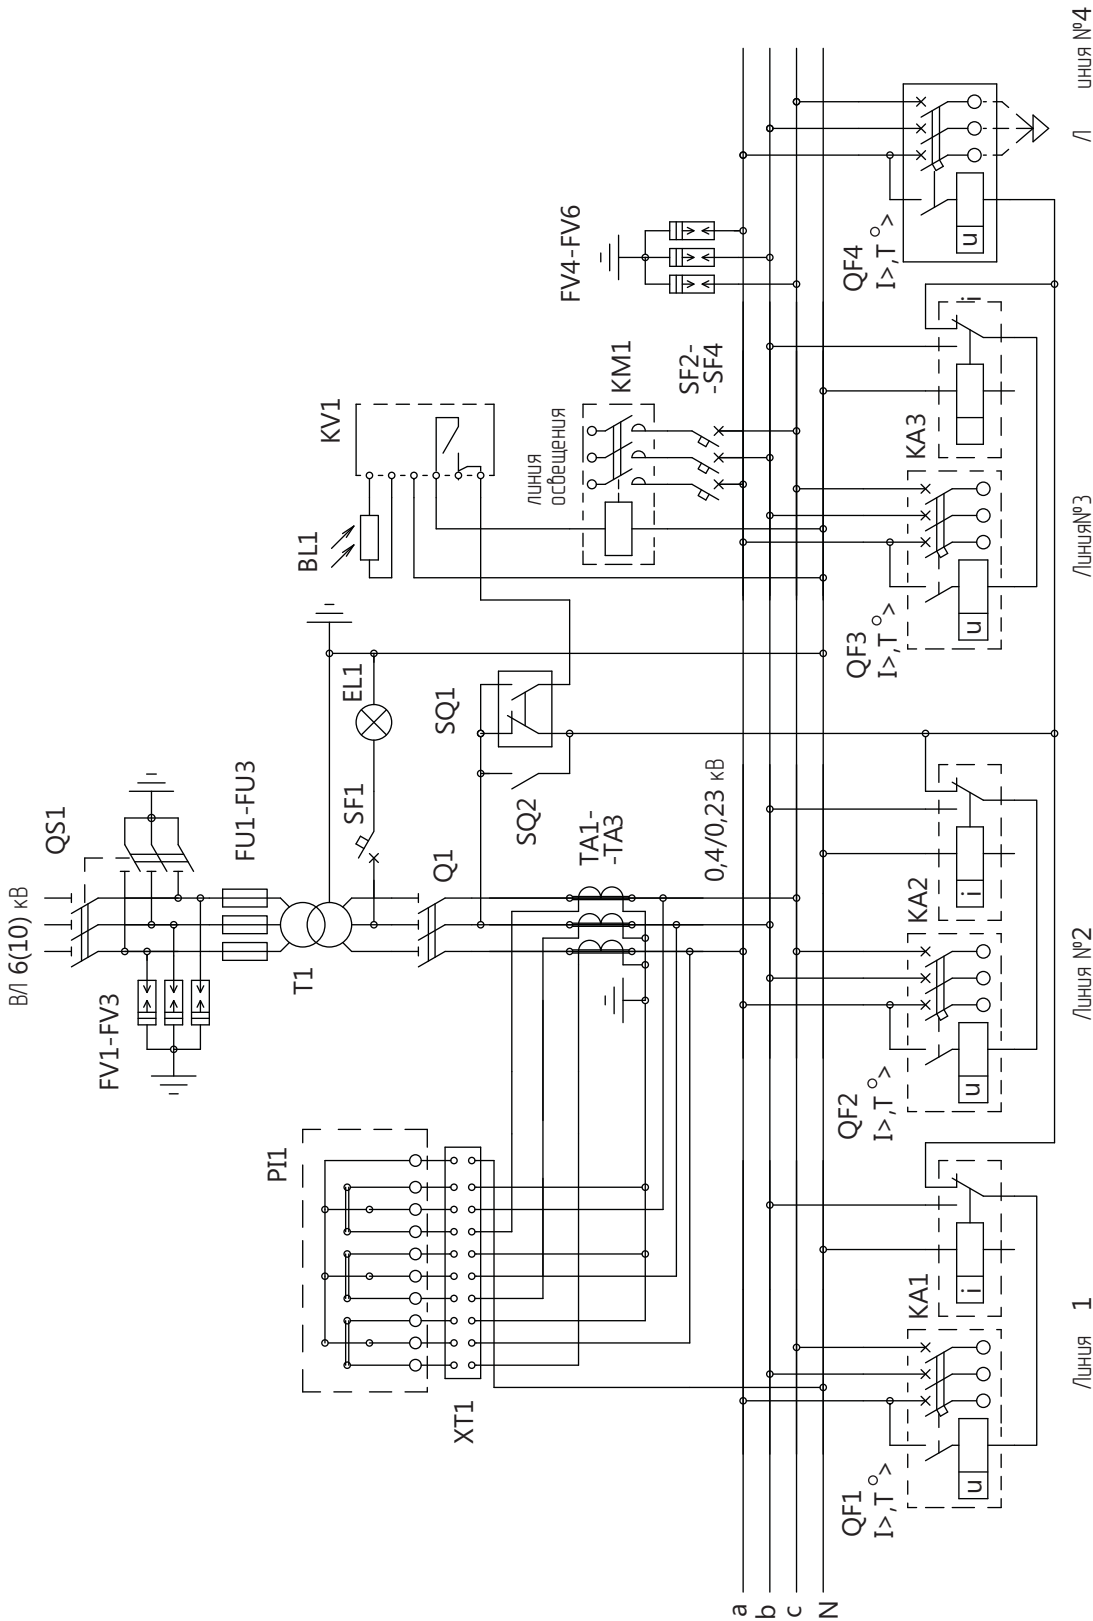 ВЛ 6(10) кВ
QS1
FV1-FV3
FU1-FU3
T1
SF1
EL1
Q1
BL1
KV1
PI1
XT1
SQ1
SQ2
TA1-
-TA3
0,4/0,23 кВ
линия
освещения
KM1
SF2-
-SF4
FV4-FV6
a
b
c
N
QF1
I>,T°>
u
KA1
i
Линия 1
QF2
I>,T°>
u
KA2
i
Линия №2
QF3
I>,T°>
u
KA3
i
Линия№3
QF4
I>,T°>
u
Л иния №4